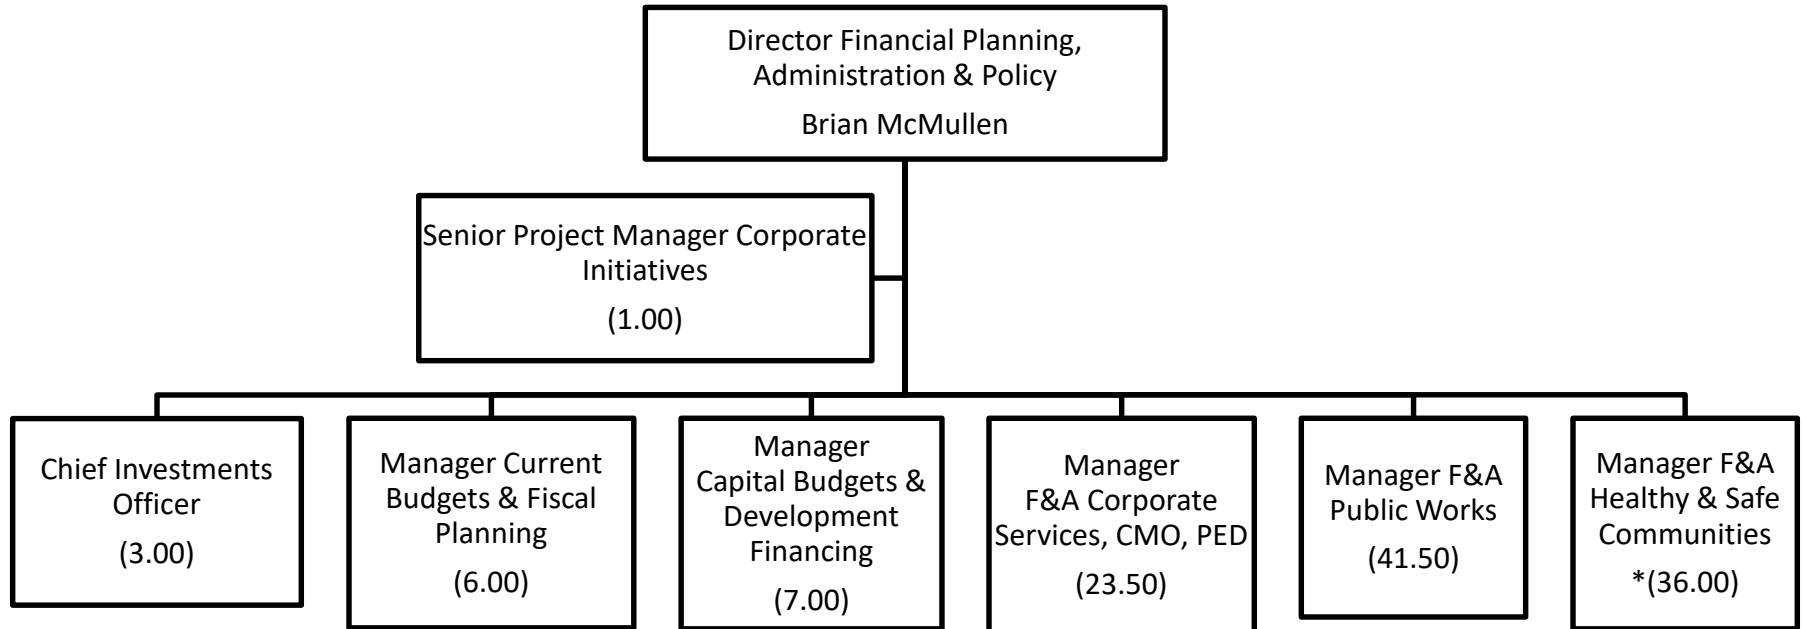 Director Financial Planning,
Administration & Policy
Brian McMullen
Senior Project Manager Corporate
Initiatives
(1.00)
Chief Investments
Officer
(3.00)
Manager Current
Budgets & Fiscal
Planning
(6.00)
Manager
Capital Budgets &
Development
Financing
(7.00)
Manager
F&A Corporate
Services, CMO, PED
(23.50)
Manager F&A
Public Works
(41.50)
Manager F&A
Healthy & Safe
Communities
*(36.00)